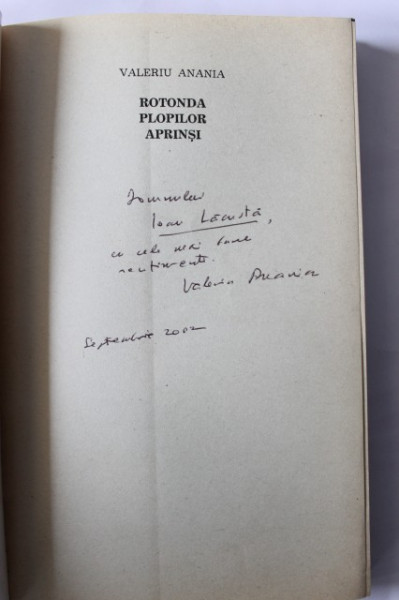 VALERIU ANANIA
ROTONDA
PLOPILOR
APRINȘI
Domnului
Ioan Lăcustă,
cu cele mai bune
sentimente.
Valeriu Anania
Septembrie 2002